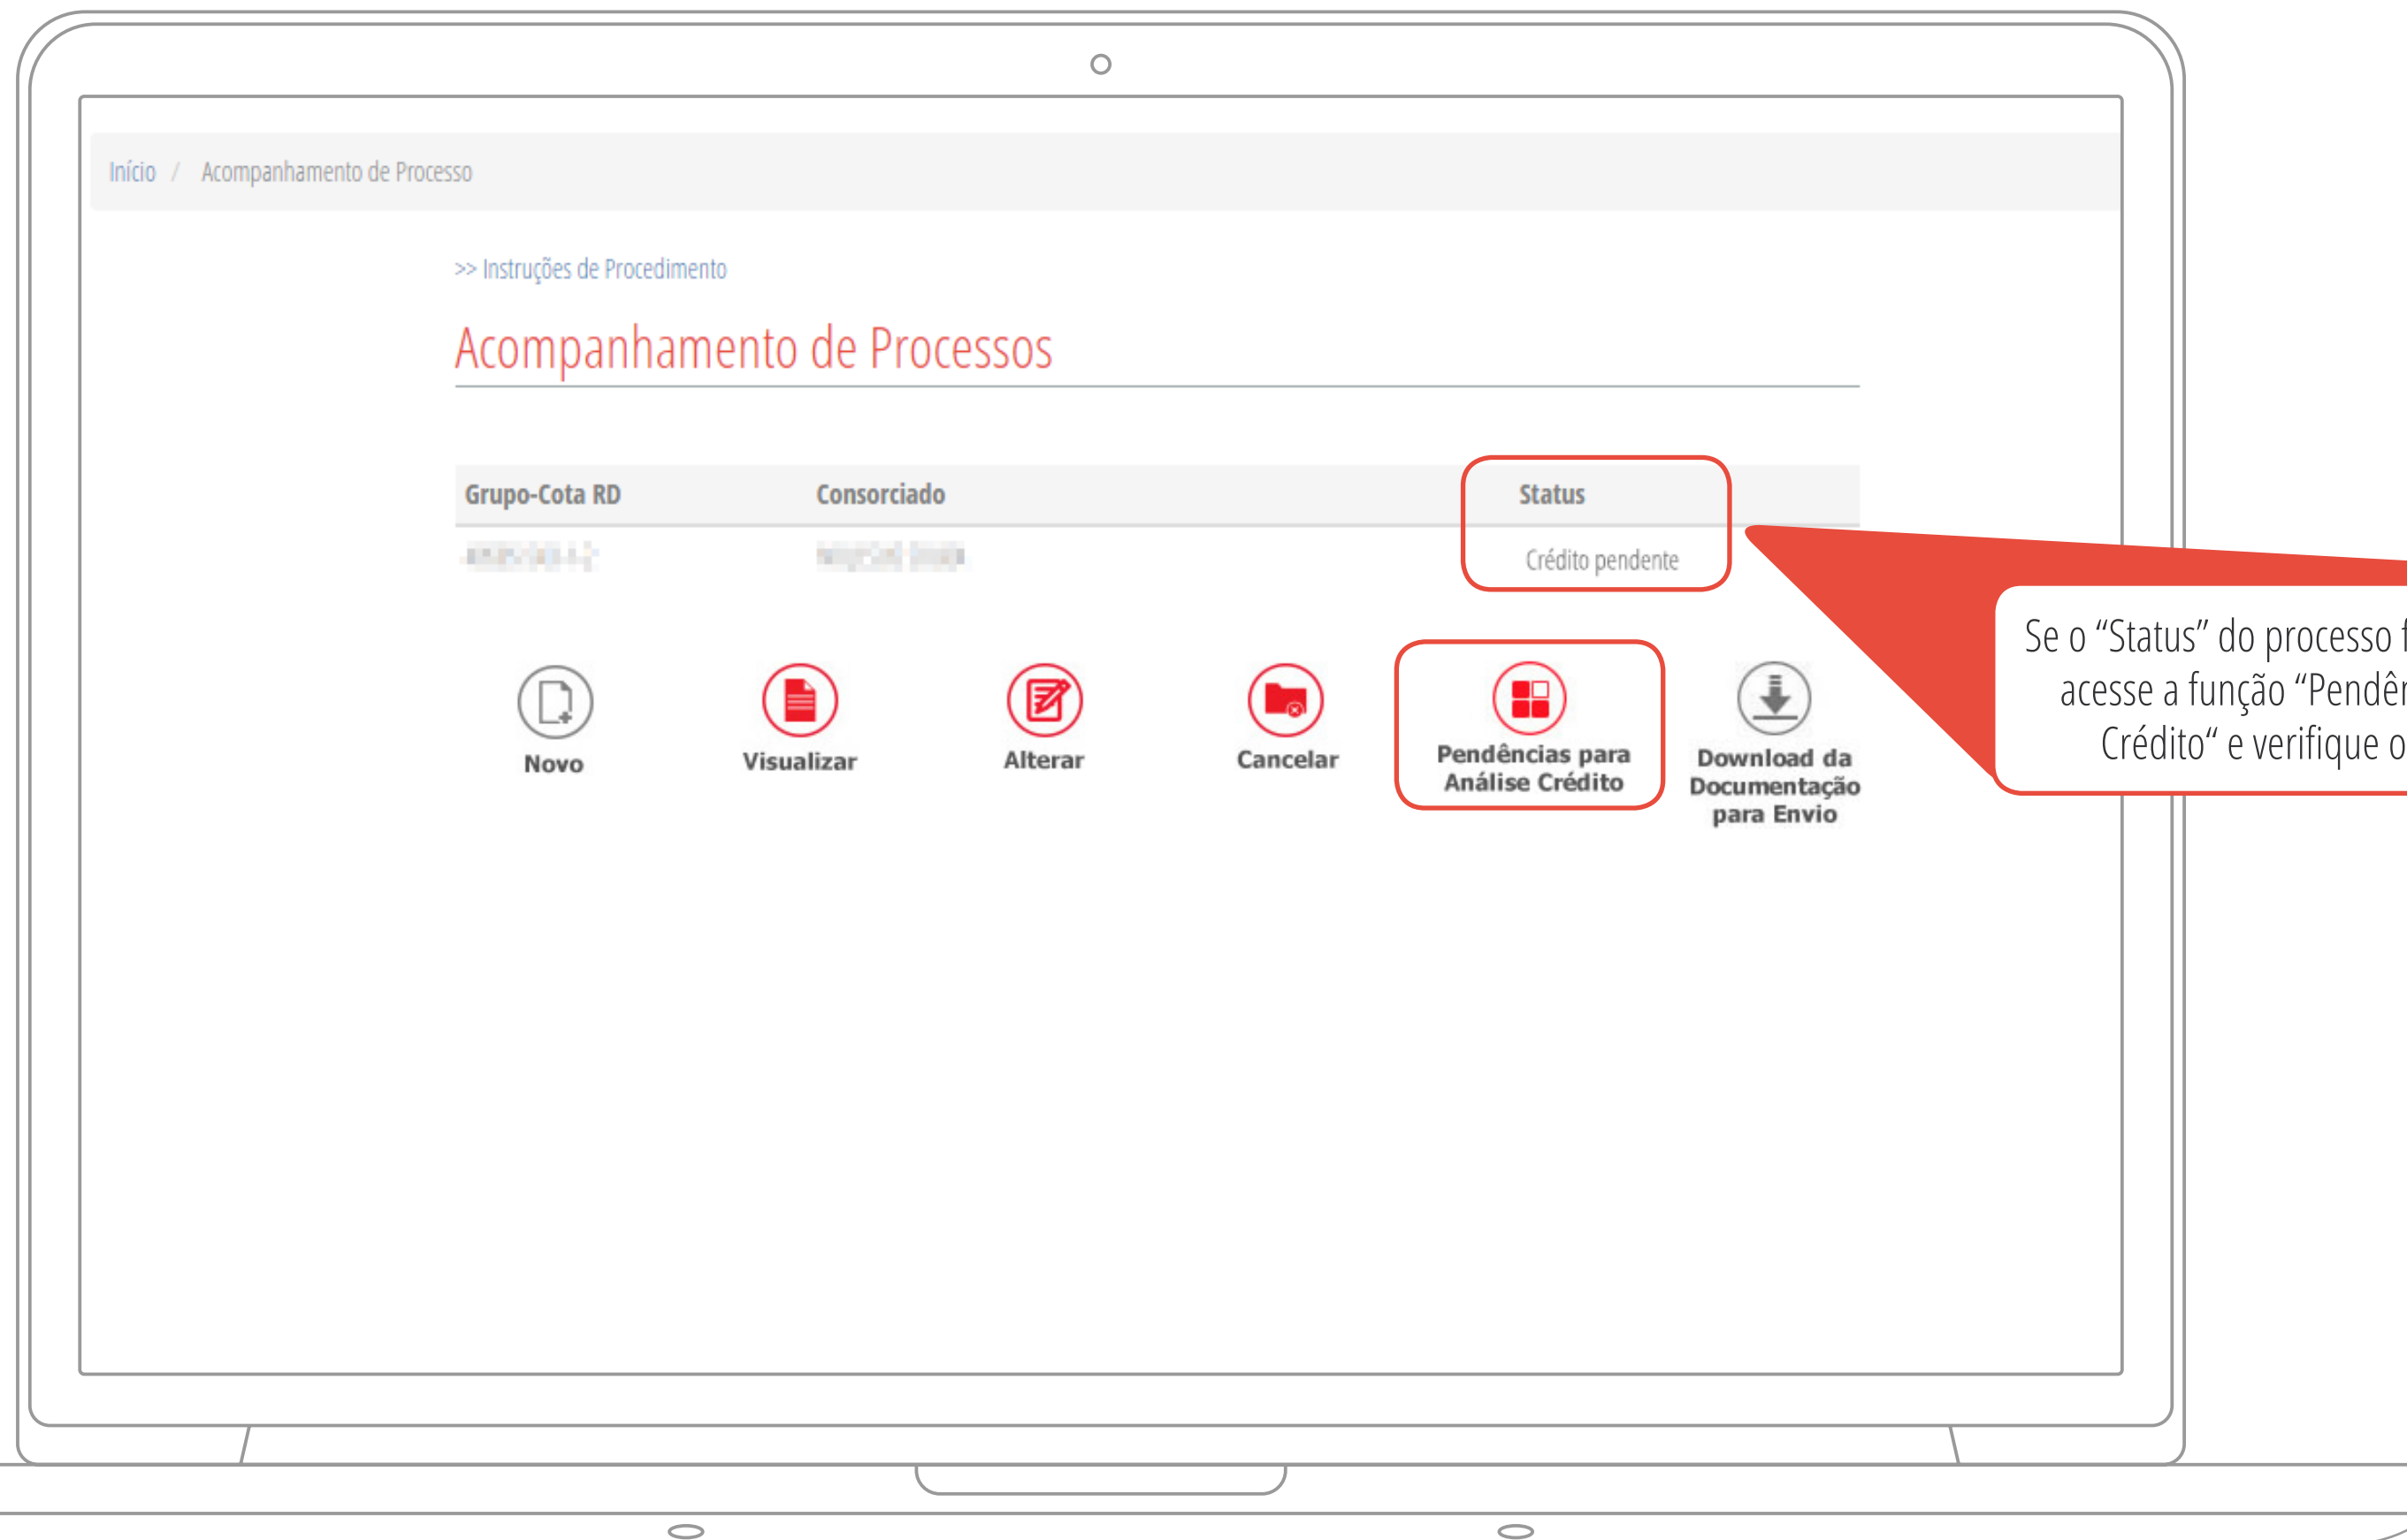 Início / Acompanhamento de Processo
>> Instruções de Procedimento
Acompanhamento de Processos
Grupo-Cota RD Consorciado Status
Crédito pendente
Se o “Status” do processo
acesse a função
Crédito“ e verifique o
Novo Visualizar Alterar Cancelar
Pendências para
Análise Crédito
Download da
Documentação
para Envio